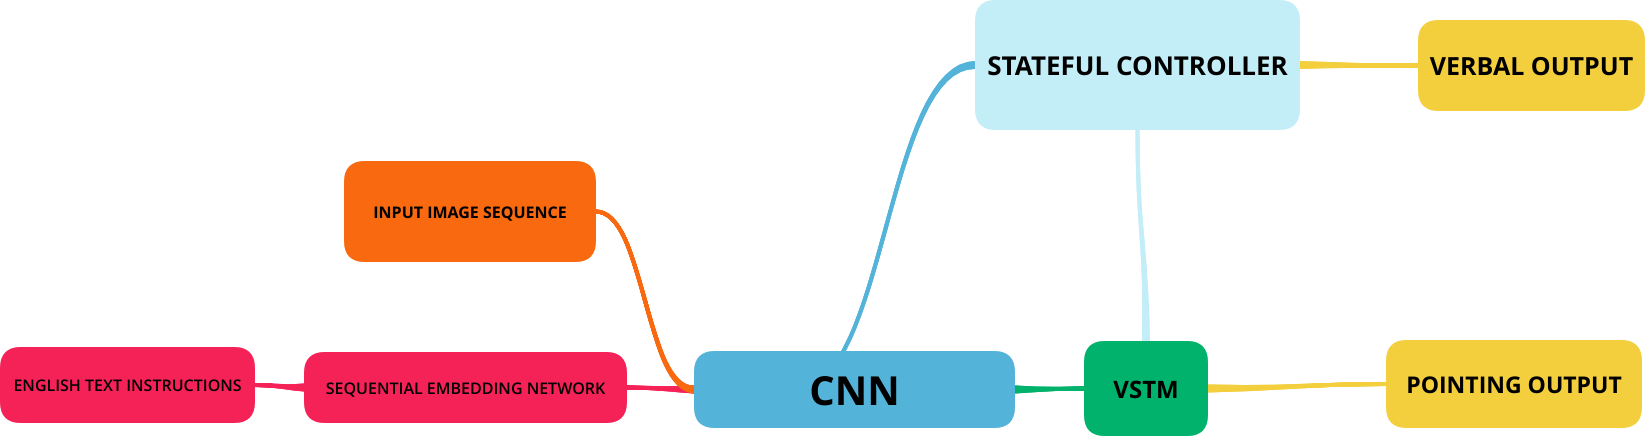 STATEFUL CONTROLLER
VERBAL OUTPUT
INPUT IMAGE SEQUENCE
ENGLISH TEXT INSTRUCTIONS
SEQUENTIAL EMBEDDING NETWORK
CNN
VSTM
POINTING OUTPUT